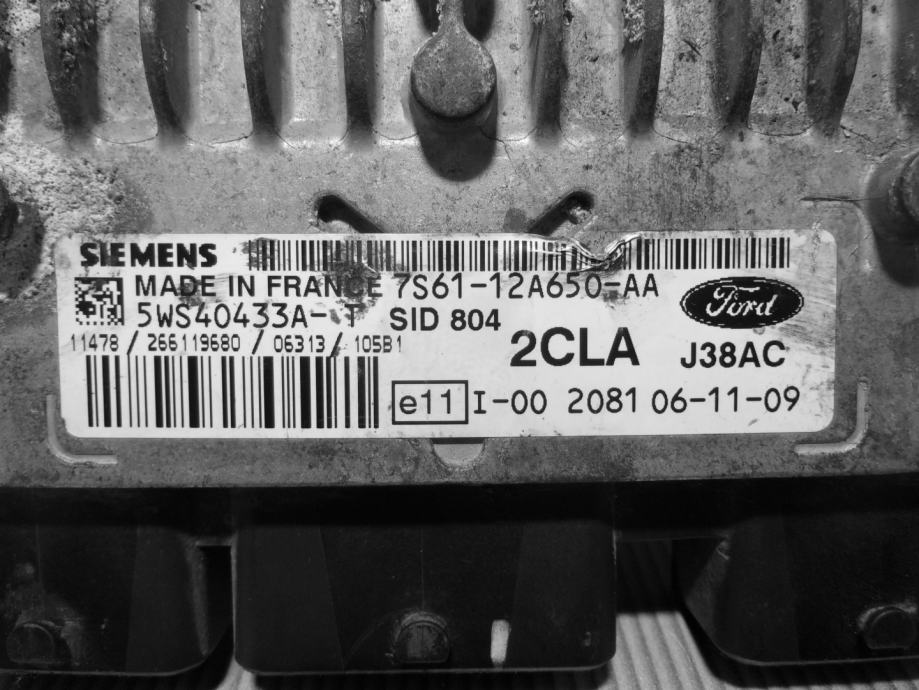 SIEMENS
MADE IN FRANCE 7S61-12A650-AA
Ford
5WS40433A-T SID 804
11478 / 266119680 / 06313 / 105B1
2CLA J38AC
e11 I-00 2081 06-11-09